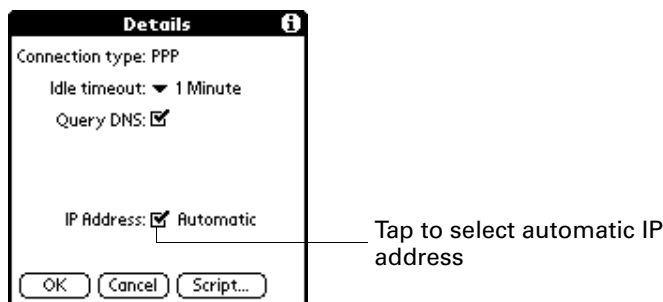 Details
Connection type: PPP
Idle timeout: 1 Minute
Query DNS:
IP Address: Automatic
Tap to select automatic IP
address
OK
Cancel
Script...